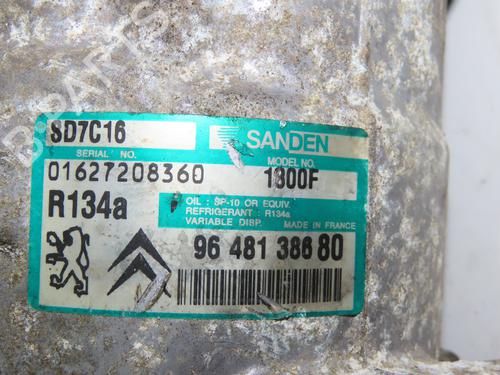 SD7C16
SANDEN
SERIAL NO.
MODEL NO.
01627208360
1300F
R134a
OIL : SP-10 OR EQUIV.
REFRIGERANT : R134a
VARIABLE DISP.
MADE IN FRANCE
96 481 386 80
B-PARTS